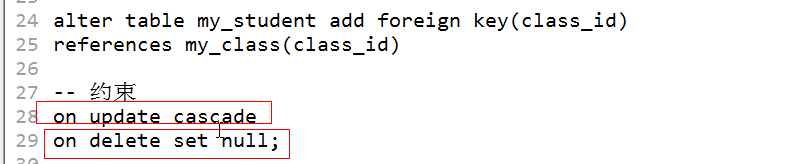 24 alter table my_student add foreign key(class_id)
25 references my_class(class_id)
26
27 -- 约束
28 on update cascade
29 on delete set null;